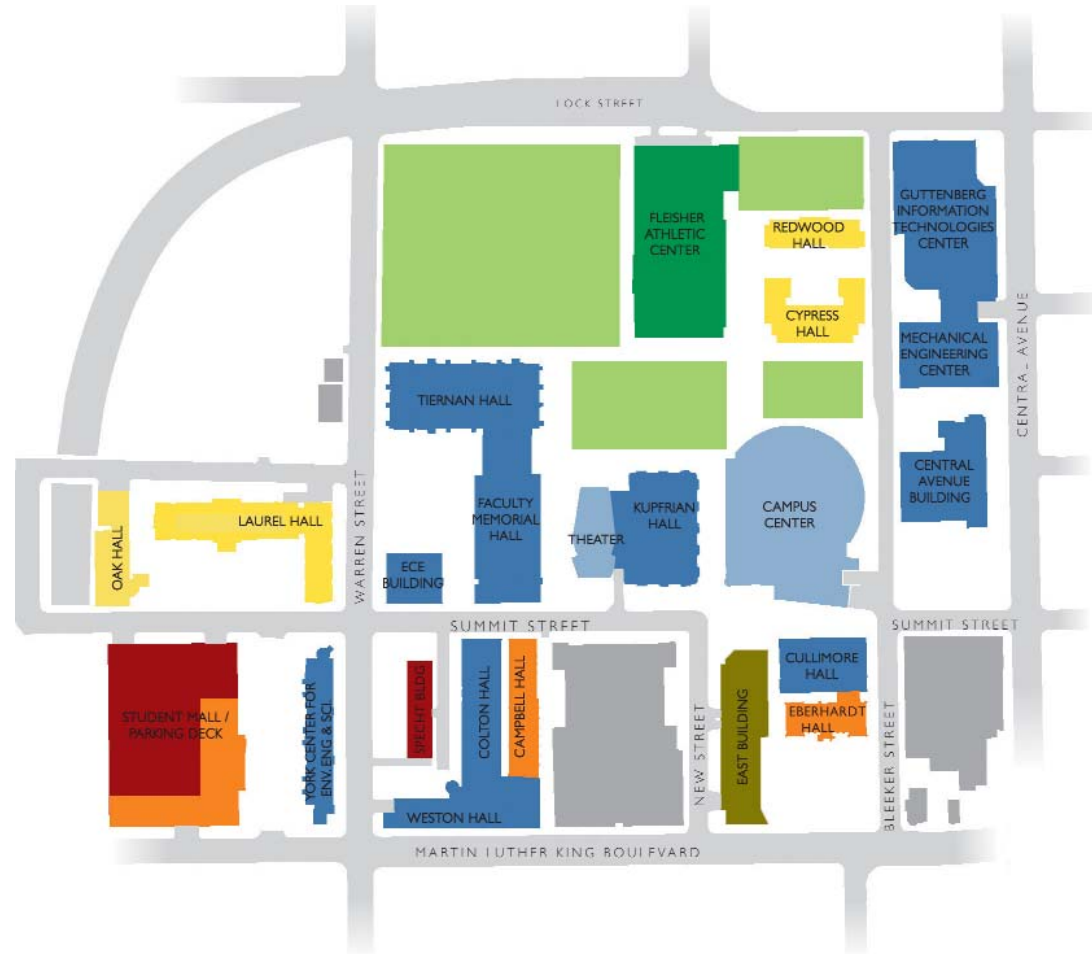 LOCK STREET
FLEISHER
ATHLETIC
CENTER
REDWOOD
HALL
GUTTENBERG
INFORMATION
TECHNOLOGIES
CENTER
CYPRESS
HALL
MECHANICAL
ENGINEERING
CENTER
CENTRAL AVENUE
TIERNAN HALL
CENTRAL
AVENUE
BUILDING
WARREN STREET
OAK HALL
LAUREL HALL
FACULTY
MEMORIAL
HALL
THEATER
KUPFRIAN
HALL
CAMPUS
CENTER
ECE
BUILDING
SUMMIT STREET
SUMMIT STREET
STUDENT MALL /
PARKING DECK
YORK CENTER FOR
ENV. ENG & SCI.
SPECHT BLDG
COLTON HALL
CAMPBELL HALL
WESTON HALL
NEW STREET
EAST BUILDING
CULLIMORE
HALL
EBERHARDT
HALL
BLEEKER STREET
MARTIN LUTHER KING BOULEVARD